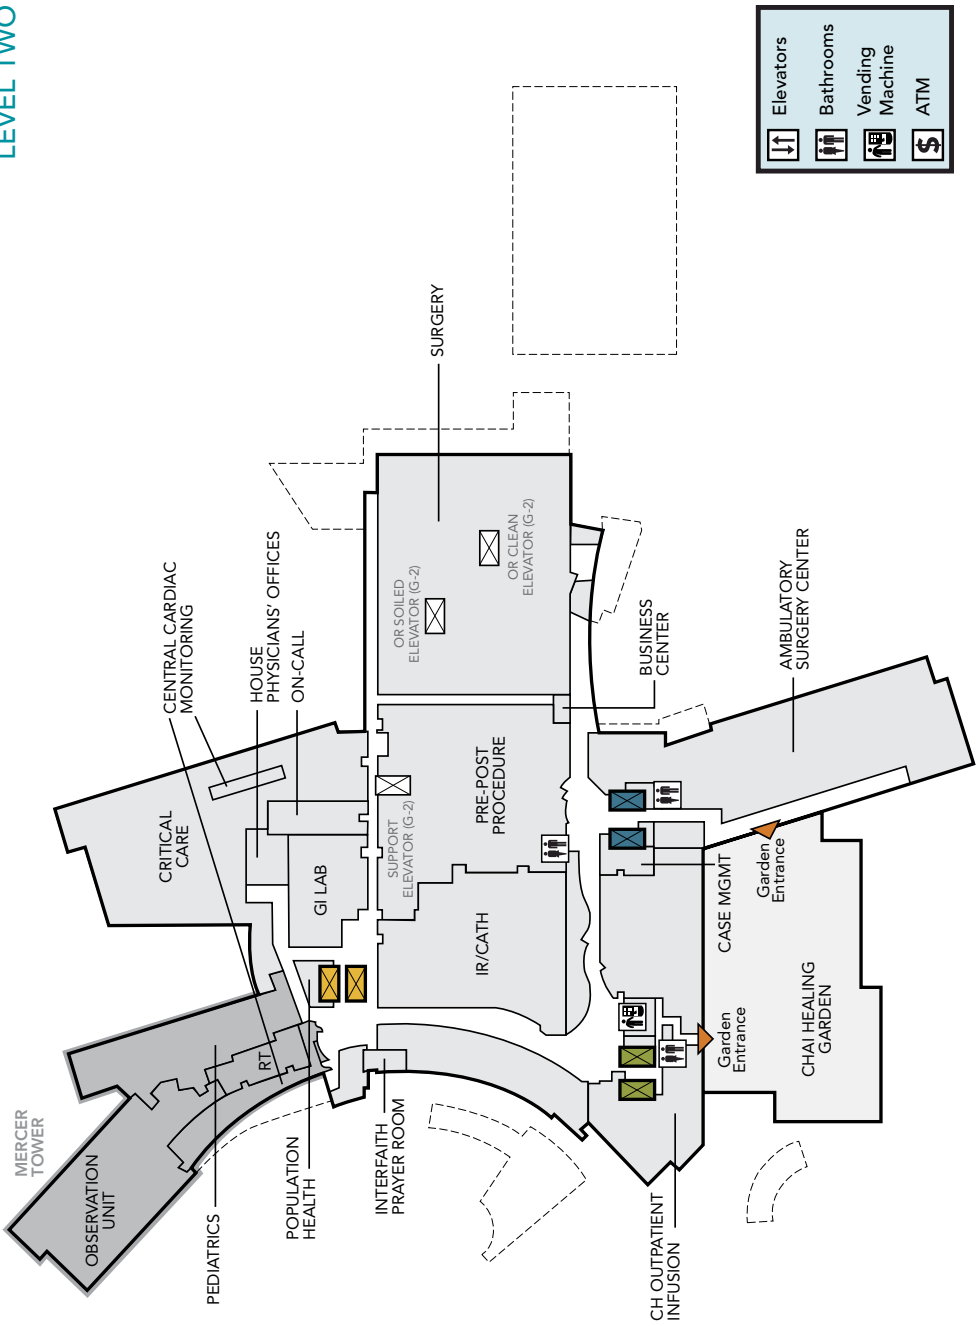 LEVEL TWO
Elevators
Bathrooms
Vending
Machine
ATM
SURGERY
CENTRAL CARDIAC
MONITORING
HOUSE
PHYSICIANS’ OFFICES
ON-CALL
OR SOILED
ELEVATOR (G-2)
OR CLEAN
ELEVATOR (G-2)
BUSINESS
CENTER
AMBULATORY
SURGERY CENTER
CRITICAL
CARE
GI LAB
SUPPORT
ELEVATOR (G-2)
PRE-POST
PROCEDURE
IR/CATH
CASE MGMT
Garden
Entrance
Garden
Entrance
CHAI HEALING
GARDEN
RT
MERCER
TOWER
OBSERVATION
UNIT
PEDIATRICS
POPULATION
HEALTH
INTERFAITH
PRAYER ROOM
CH OUTPATIENT
INFUSION